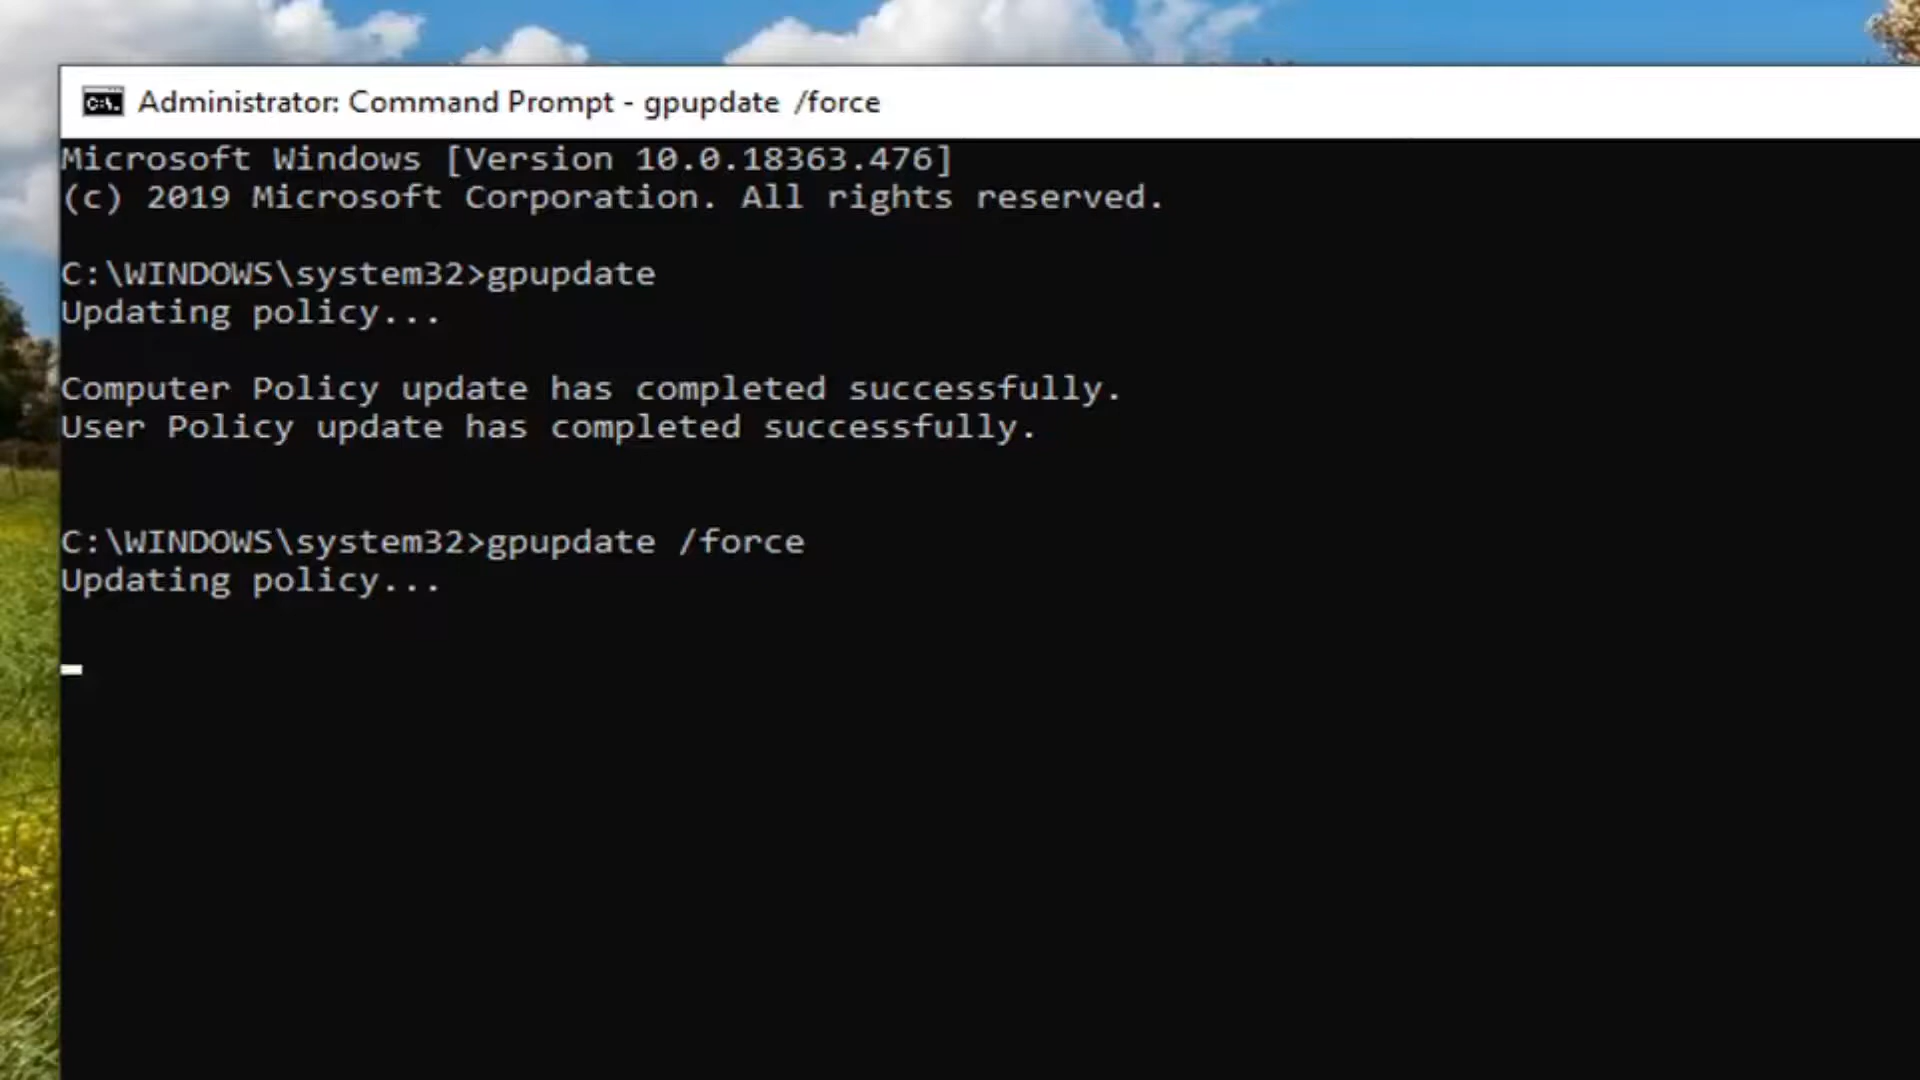 Administrator: Command Prompt - gpupdate /force
Microsoft Windows [Version 10.0.18363.476]
(c) 2019 Microsoft Corporation. All rights reserved.
C:\WINDOWS\system32>gpupdate
Updating policy...
Computer Policy update has completed successfully.
User Policy update has completed successfully.
C:\WINDOWS\system32>gpupdate /force
Updating policy...